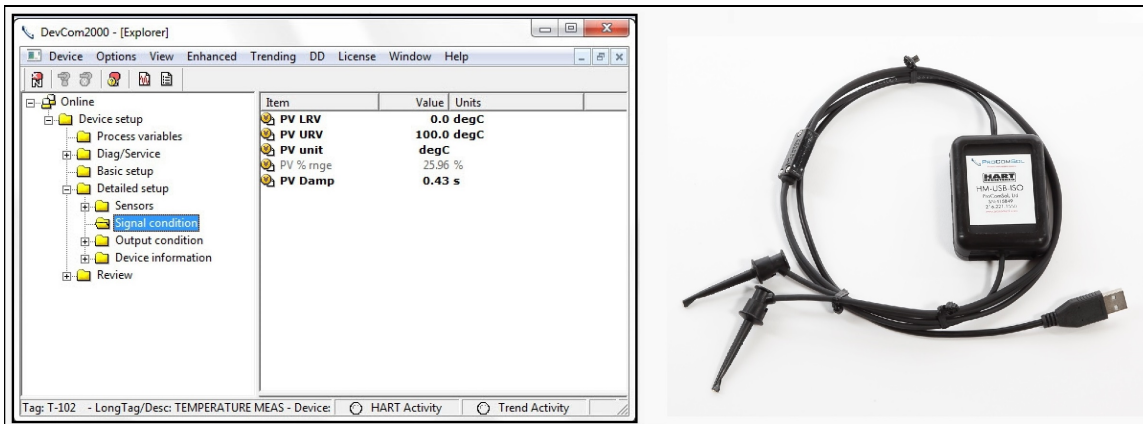 DevCom2000 - [Explorer]
Device Options View Enhanced Trending DD License Window Help
Online
Device setup
Process variables
Diag/Service
Basic setup
Detailed setup
Sensors
Signal condition
Output condition
Device information
Review
Item Value Units
PV LRV 0.0 degC
PV URV 100.0 degC
PV unit degC
PV % rnge 25.96 %
PV Damp 0.43 s
Tag: T-102 - LongTag/Desc: TEMPERATURE MEAS - Device: HART Activity Trend Activity
PROCOMSOL
HART
HM-USB-ISO
ProComSol, Ltd